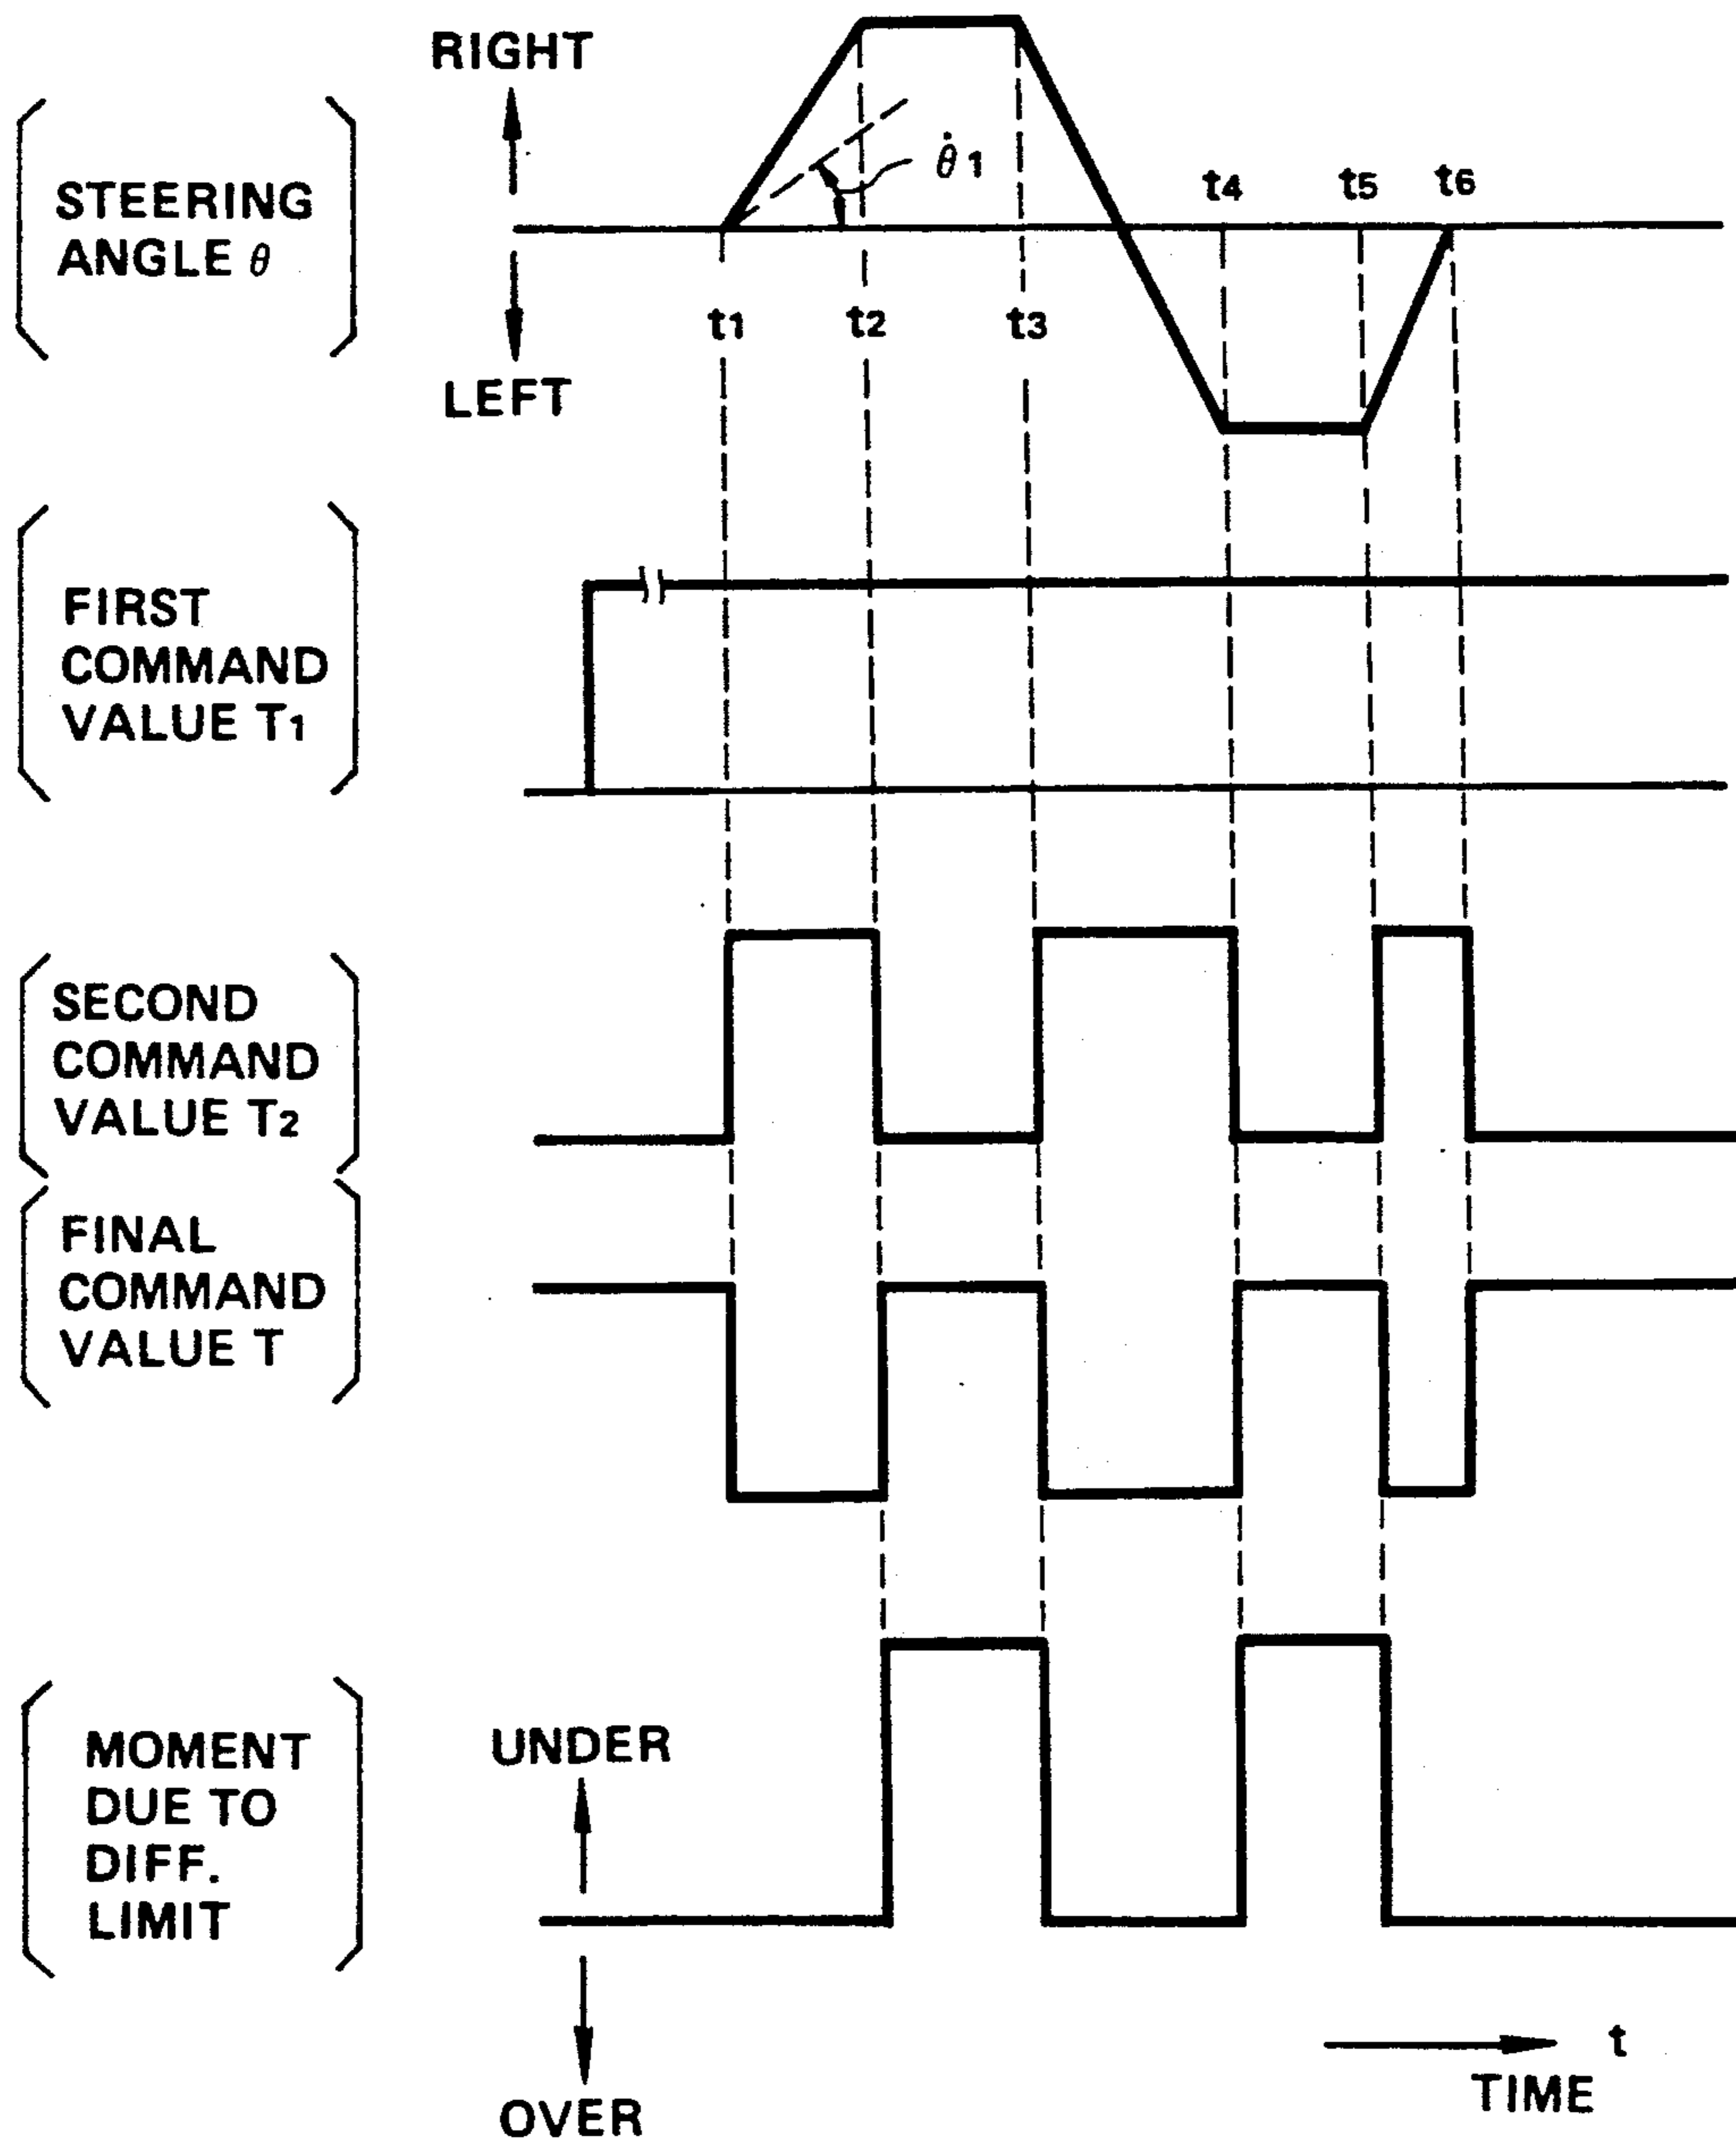 RIGHT
STEERING
ANGLE θ
θ̇1
t4
t5
t6
t1
t2
t3
LEFT
FIRST
COMMAND
VALUE T1
SECOND
COMMAND
VALUE T2
FINAL
COMMAND
VALUE T
MOMENT
DUE TO
DIFF.
LIMIT
UNDER
OVER
t
TIME